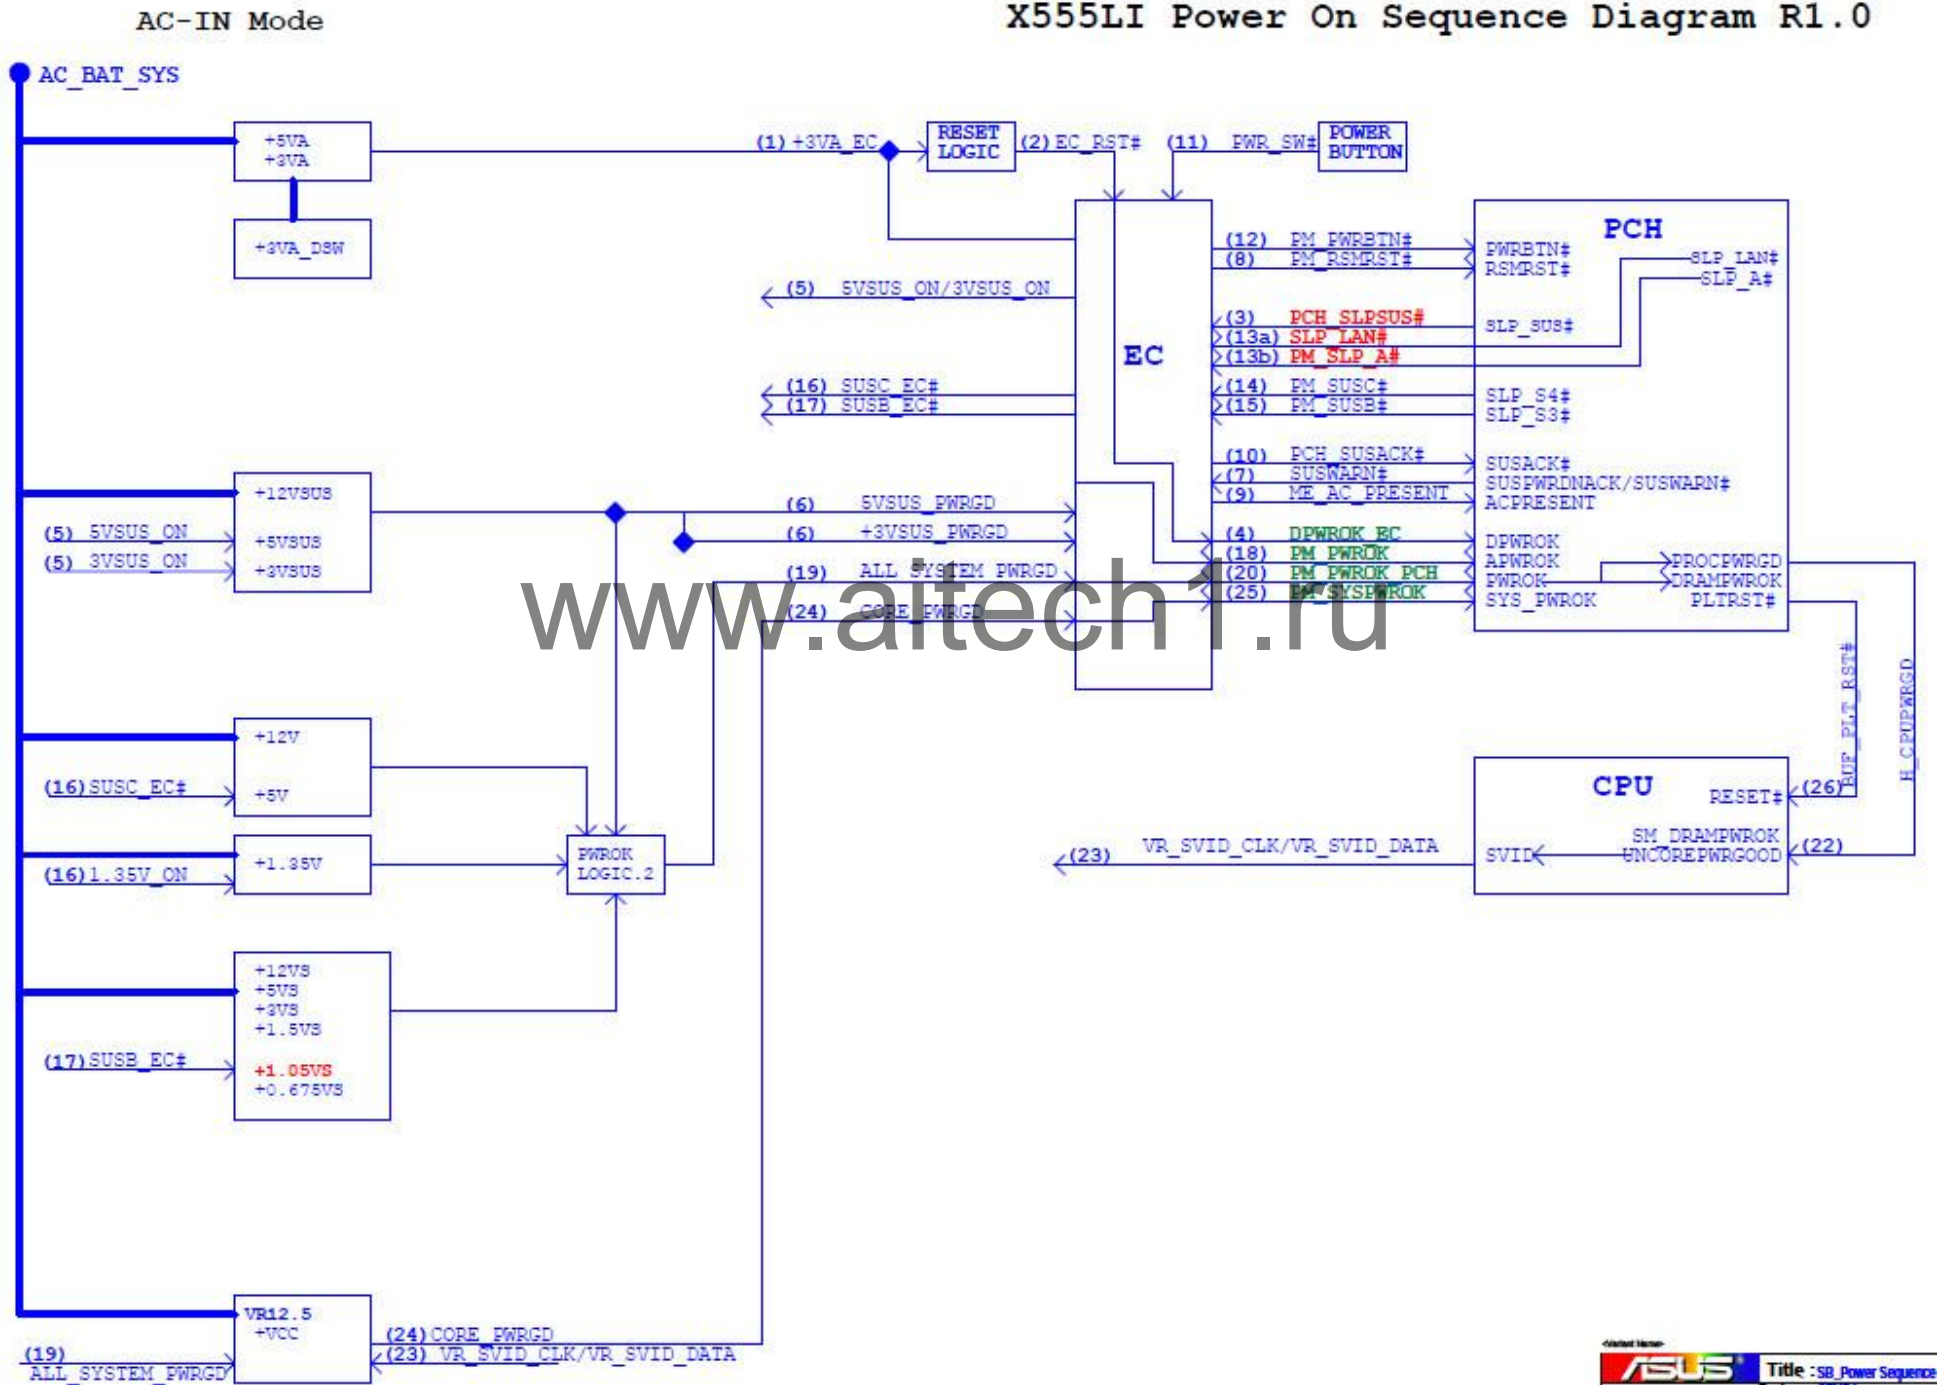 AC-IN Mode
X555LI Power On Sequence Diagram R1.0
AC_BAT_SYS
+5VA
+3VA
+3VA_DSW
(1) +3VA_EC
RESET
LOGIC
(2) EC_RST#
(11) PWR_SW#
POWER
BUTTON
EC
PCH
(12) PM_PWRBTN#
(8) PM_RSMRST#
PWRBTN#
RSMRST#
SLP_LAN#
SLP_A#
(5) 5VSUS_ON/3VSUS_ON
(3) PCH_SLPSUS#
(13a) SLP_LAN#
(13b) PM_SLP_A#
SLP_SUS#
(16) SUSC_EC#
(17) SUSB_EC#
(14) PM_SUSC#
(15) PM_SUSB#
SLP_S4#
SLP_S3#
(10) PCH_SUSACK#
(7) SUSWARN#
(9) ME_AC_PRESENT
SUSACK#
SUSPWRDNACK/SUSWARN#
ACPRESENT
+12VSUS
+5VSUS
+3VSUS
(5) 5VSUS_ON
(5) 3VSUS_ON
(6) 5VSUS_PWRGD
(6) +3VSUS_PWRGD
(19) ALL_SYSTEM_PWRGD
(24) CORE_PWRGD
(4) DPWROK_EC
(18) PM_PWROK
(20) PM_PWROK_PCH
(25) PM_SYSPWROK
DPWROK
APWROK
PWROK
SYS_PWROK
PROCPWRGD
DRAMPWROK
PLTRST#
www.aitech1.ru
BUF_PLT_RST#
H_CPUPWRGD
+12V
+5V
(16) SUSC_EC#
+1.35V
(16) 1.35V_ON
PWROK
LOGIC.2
CPU
RESET#
(26)
SM_DRAMPWROK
UNCOREPWRGOOD
(22)
SVID
(23) VR_SVID_CLK/VR_SVID_DATA
+12VS
+5VS
+3VS
+1.5VS
+1.05VS
+0.675VS
(17) SUSB_EC#
VR12.5
+VCC
(24) CORE_PWRGD
(23) VR_SVID_CLK/VR_SVID_DATA
(19)
ALL_SYSTEM_PWRGD
<Variant Name>
ASUS
Title : SB_Power Sequence